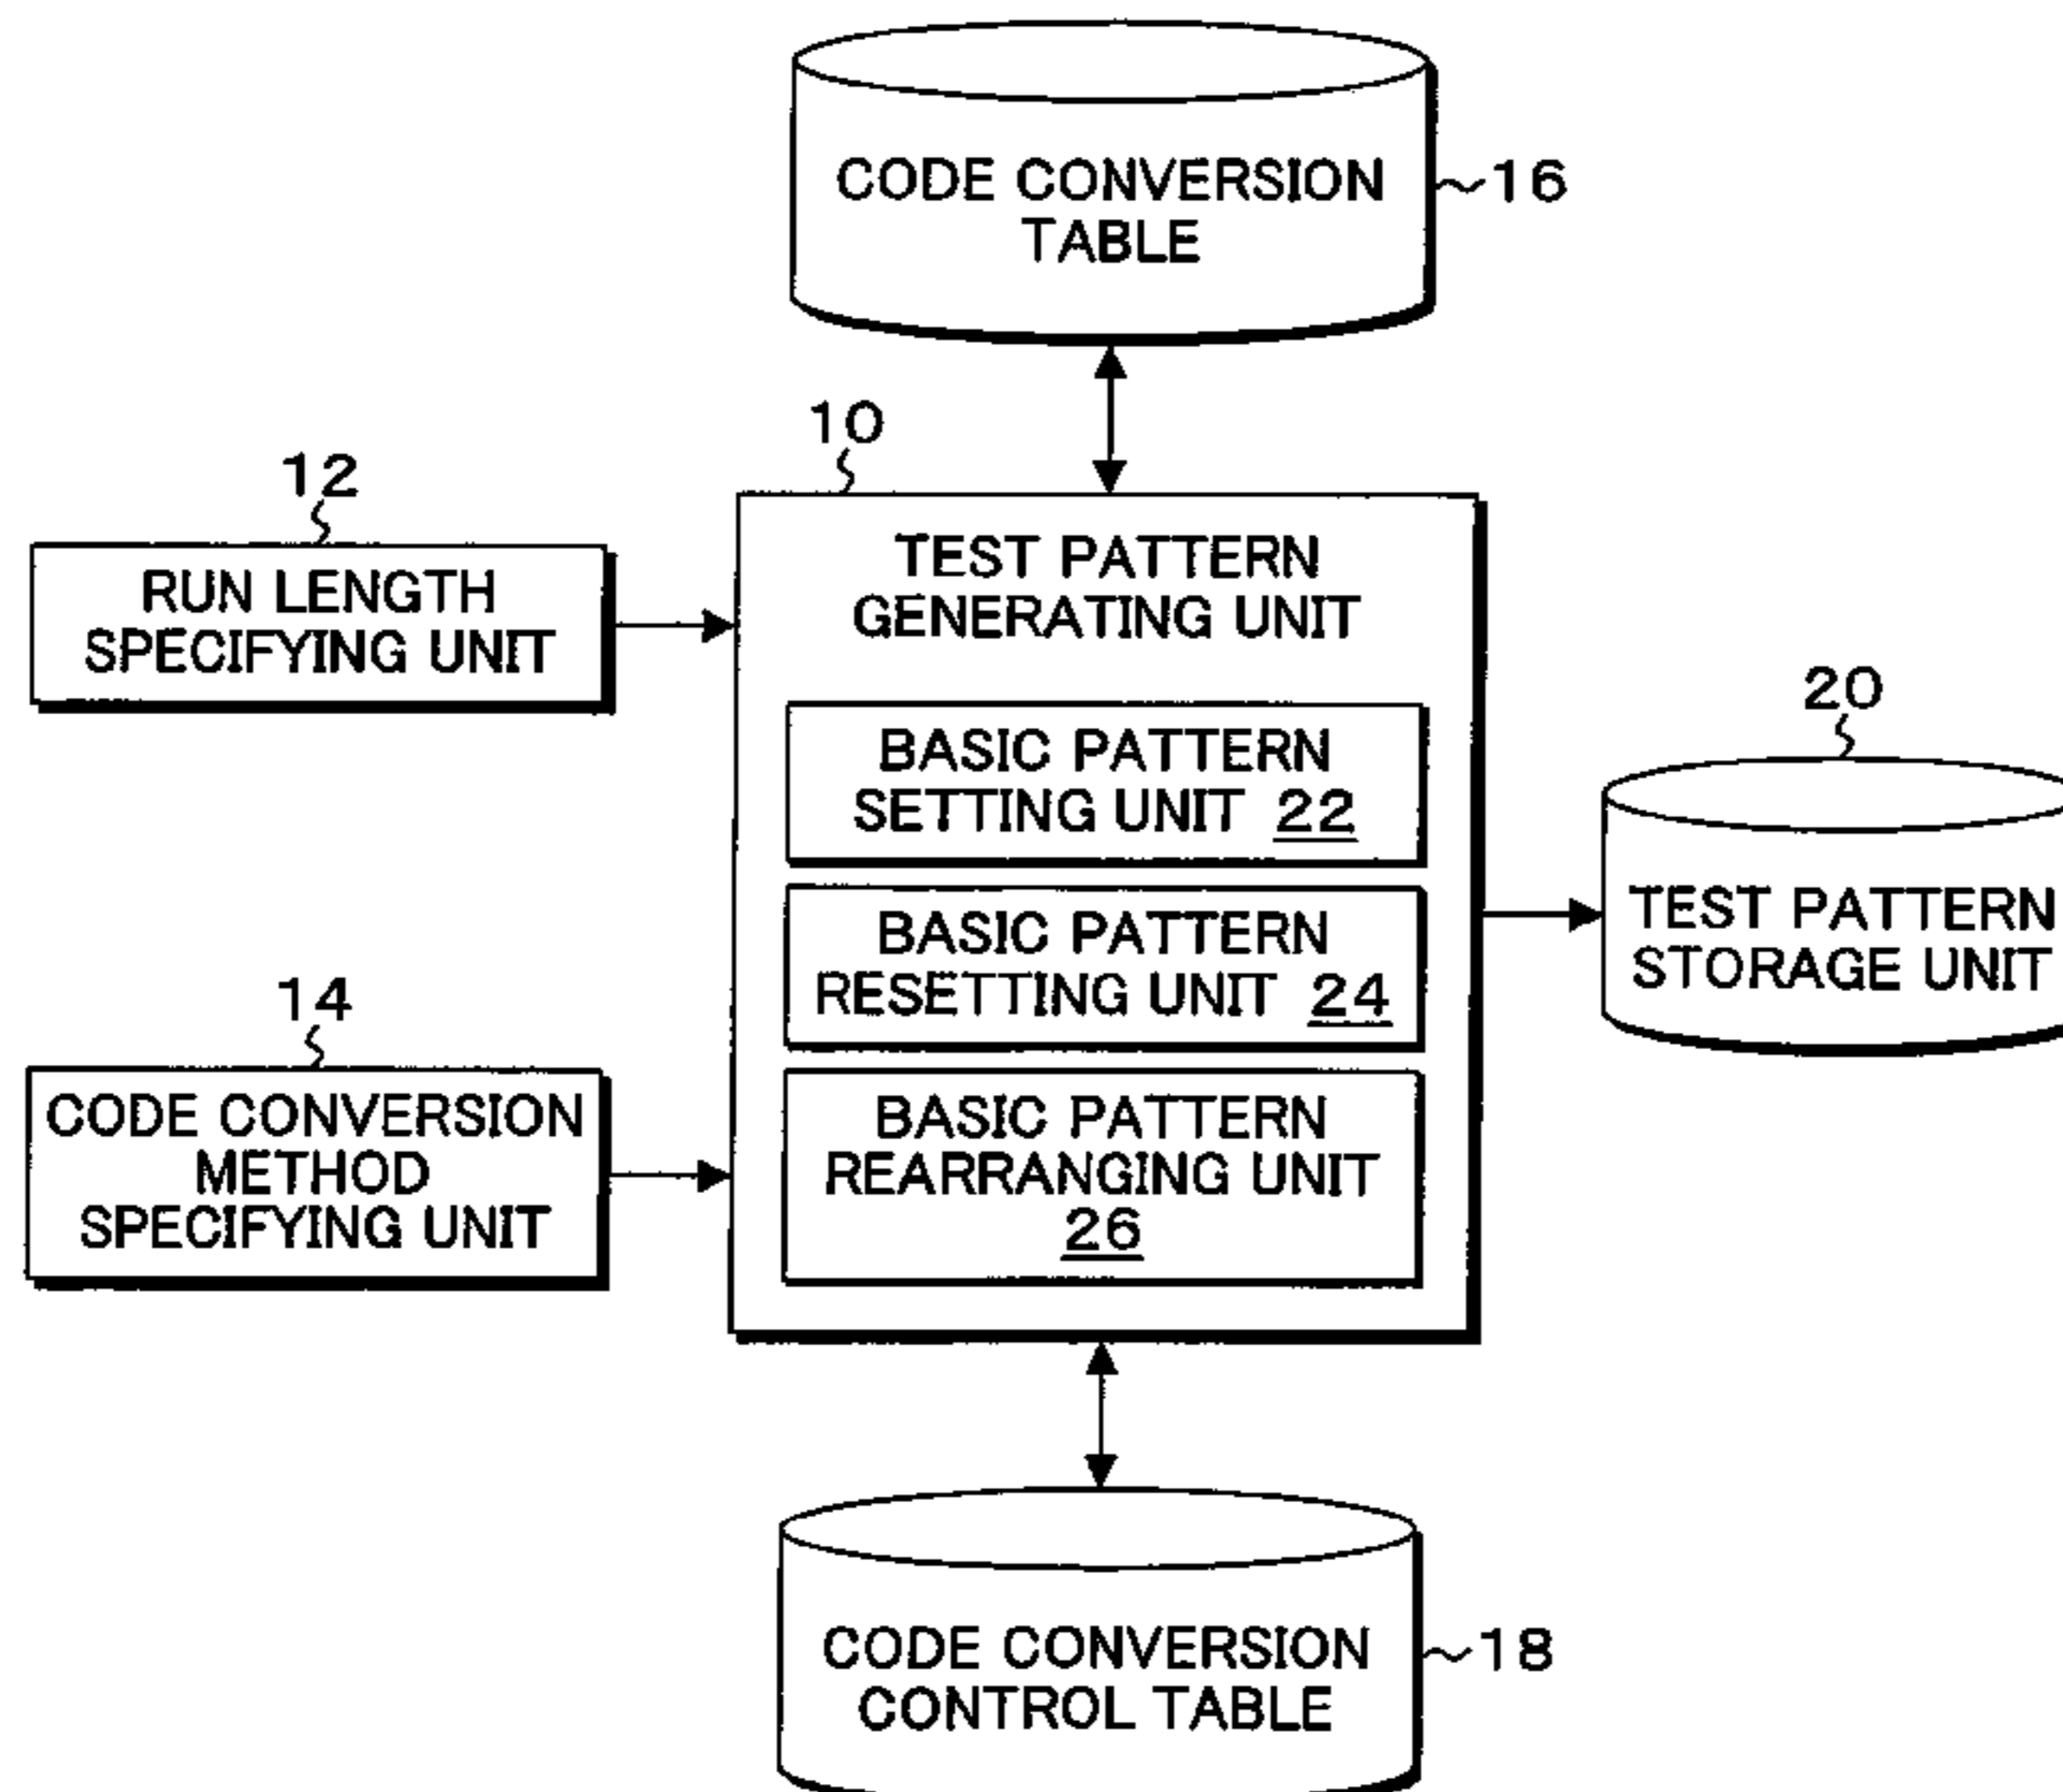 CODE CONVERSION
TABLE
16
10
12
RUN LENGTH
SPECIFYING UNIT
TEST PATTERN
GENERATING UNIT
BASIC PATTERN
SETTING UNIT 22
20
BASIC PATTERN
RESETTING UNIT 24
TEST PATTERN
STORAGE UNIT
14
CODE CONVERSION
METHOD
SPECIFYING UNIT
BASIC PATTERN
REARRANGING UNIT
26
CODE CONVERSION
CONTROL TABLE
18